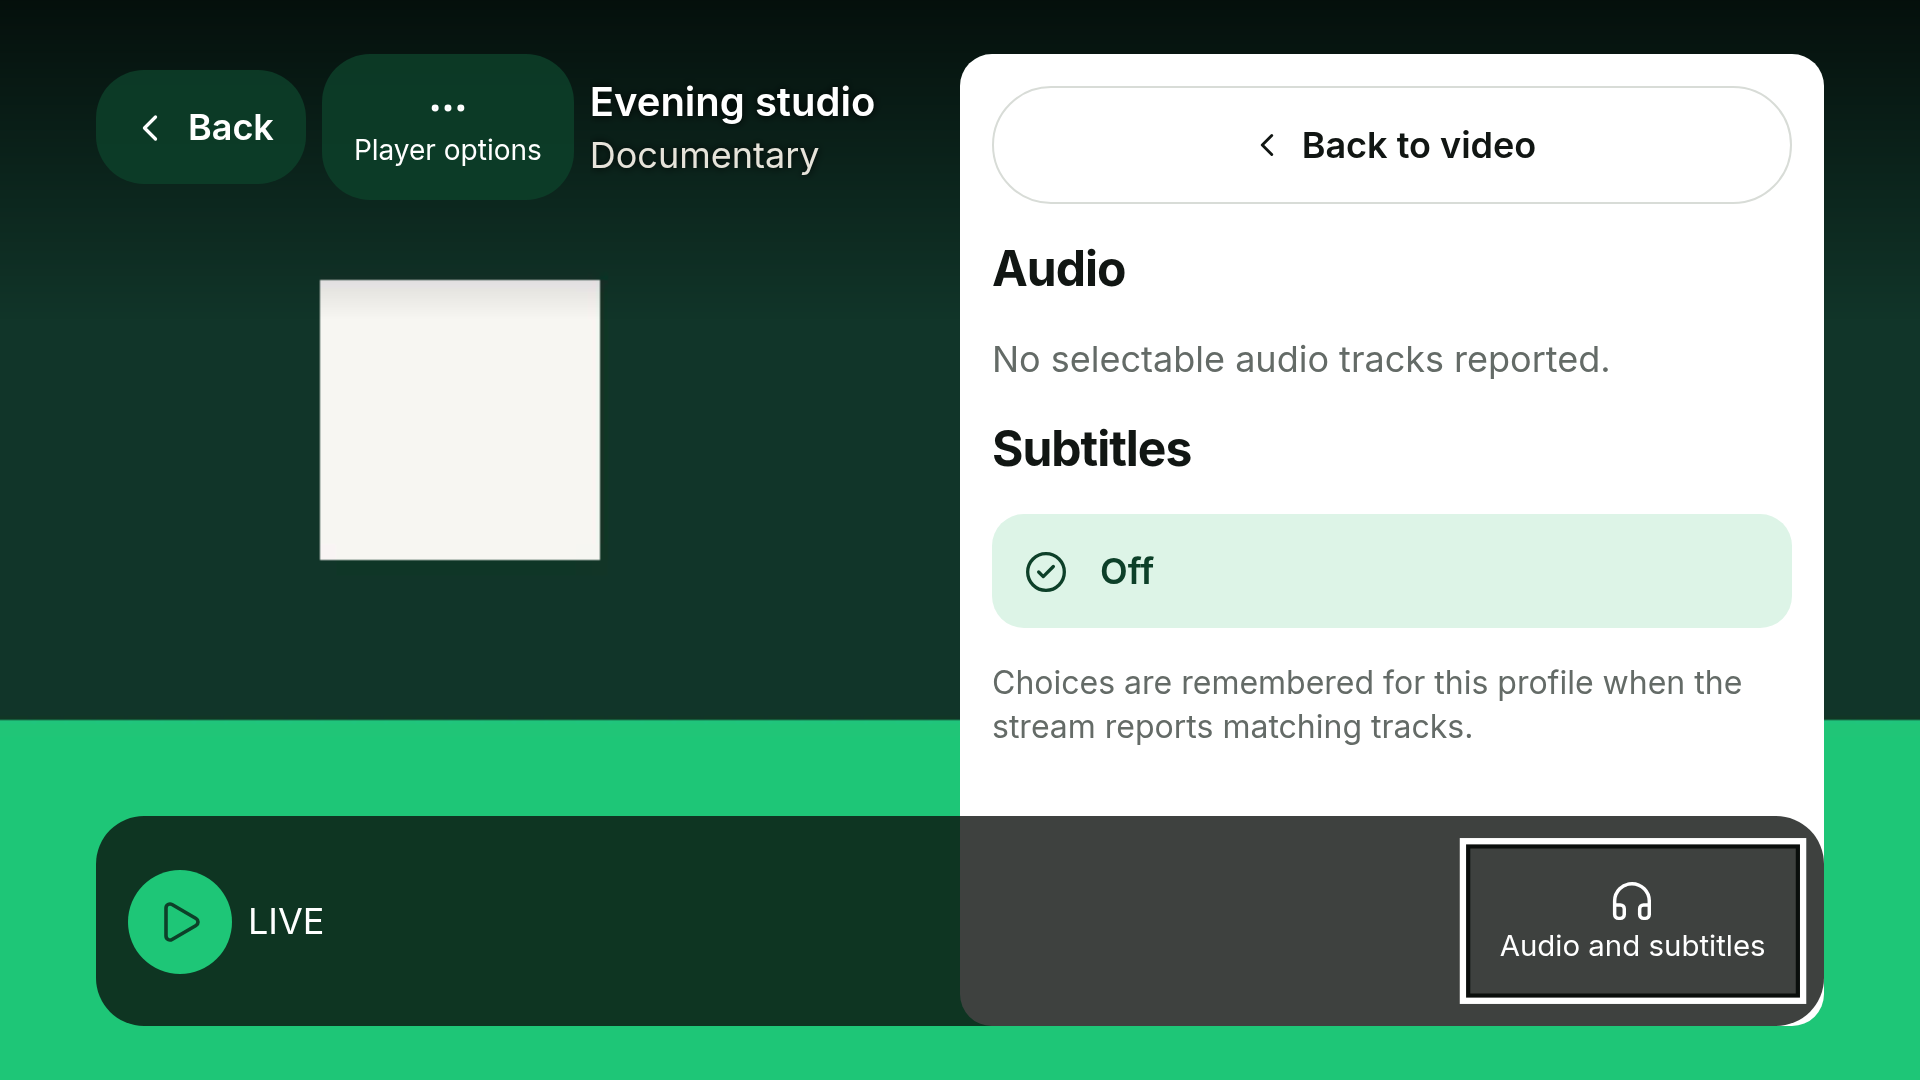 Back
Player options
Evening studio
Documentary
Back to video
Audio
No selectable audio tracks reported.
Subtitles
Off
Choices are remembered for this profile when the
stream reports matching tracks.
LIVE
Audio and subtitles